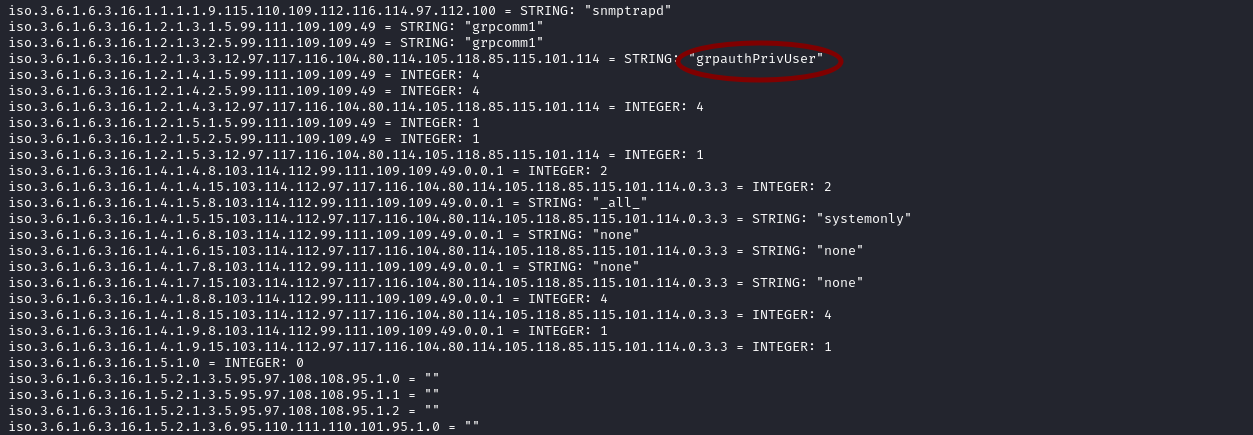 iso.3.6.1.6.3.16.1.1.1.1.1.9.115.110.109.112.116.114.97.112.100 = STRING: "snmptrapd"
iso.3.6.1.6.3.16.1.2.1.3.1.5.99.111.109.109.49 = STRING: "grpcomm1"
iso.3.6.1.6.3.16.1.2.1.3.2.5.99.111.109.109.49 = STRING: "grpcomm1"
iso.3.6.1.6.3.16.1.2.1.3.3.12.97.117.116.104.80.114.105.118.85.115.101.114 = STRING: "grpauthPrivUser"
iso.3.6.1.6.3.16.1.2.1.4.1.5.99.111.109.109.49 = INTEGER: 4
iso.3.6.1.6.3.16.1.2.1.4.2.5.99.111.109.109.49 = INTEGER: 4
iso.3.6.1.6.3.16.1.2.1.4.3.12.97.117.116.104.80.114.105.118.85.115.101.114 = INTEGER: 4
iso.3.6.1.6.3.16.1.2.1.5.1.5.99.111.109.109.49 = INTEGER: 1
iso.3.6.1.6.3.16.1.2.1.5.2.5.99.111.109.109.49 = INTEGER: 1
iso.3.6.1.6.3.16.1.2.1.5.3.12.97.117.116.104.80.114.105.118.85.115.101.114 = INTEGER: 1
iso.3.6.1.6.3.16.1.4.1.4.8.103.114.112.99.111.109.109.49.0.0.1 = INTEGER: 2
iso.3.6.1.6.3.16.1.4.1.4.15.103.114.112.97.117.116.104.80.114.105.118.85.115.101.114.0.3.3 = INTEGER: 2
iso.3.6.1.6.3.16.1.4.1.5.8.103.114.112.99.111.109.109.49.0.0.1 = STRING: "_all_"
iso.3.6.1.6.3.16.1.4.1.5.15.103.114.112.97.117.116.104.80.114.105.118.85.115.101.114.0.3.3 = STRING: "systemonly"
iso.3.6.1.6.3.16.1.4.1.6.8.103.114.112.99.111.109.109.49.0.0.1 = STRING: "none"
iso.3.6.1.6.3.16.1.4.1.6.15.103.114.112.97.117.116.104.80.114.105.118.85.115.101.114.0.3.3 = STRING: "none"
iso.3.6.1.6.3.16.1.4.1.7.8.103.114.112.99.111.109.109.49.0.0.1 = STRING: "none"
iso.3.6.1.6.3.16.1.4.1.7.15.103.114.112.97.117.116.104.80.114.105.118.85.115.101.114.0.3.3 = STRING: "none"
iso.3.6.1.6.3.16.1.4.1.8.8.103.114.112.99.111.109.109.49.0.0.1 = INTEGER: 4
iso.3.6.1.6.3.16.1.4.1.8.15.103.114.112.97.117.116.104.80.114.105.118.85.115.101.114.0.3.3 = INTEGER: 4
iso.3.6.1.6.3.16.1.4.1.9.8.103.114.112.99.111.109.109.49.0.0.1 = INTEGER: 1
iso.3.6.1.6.3.16.1.4.1.9.15.103.114.112.97.117.116.104.80.114.105.118.85.115.101.114.0.3.3 = INTEGER: 1
iso.3.6.1.6.3.16.1.5.1.0 = INTEGER: 0
iso.3.6.1.6.3.16.1.5.2.1.3.5.95.97.108.108.95.1.0 = ""
iso.3.6.1.6.3.16.1.5.2.1.3.5.95.97.108.108.95.1.1 = ""
iso.3.6.1.6.3.16.1.5.2.1.3.5.95.97.108.108.95.1.2 = ""
iso.3.6.1.6.3.16.1.5.2.1.3.6.95.110.111.110.101.95.1.0 = ""